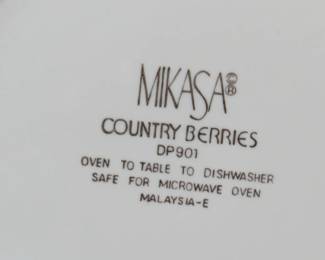 MIKASA©®
COUNTRY BERRIES
DP901
OVEN TO TABLE TO DISHWASHER
SAFE FOR MICROWAVE OVEN
MALAYSIA-E